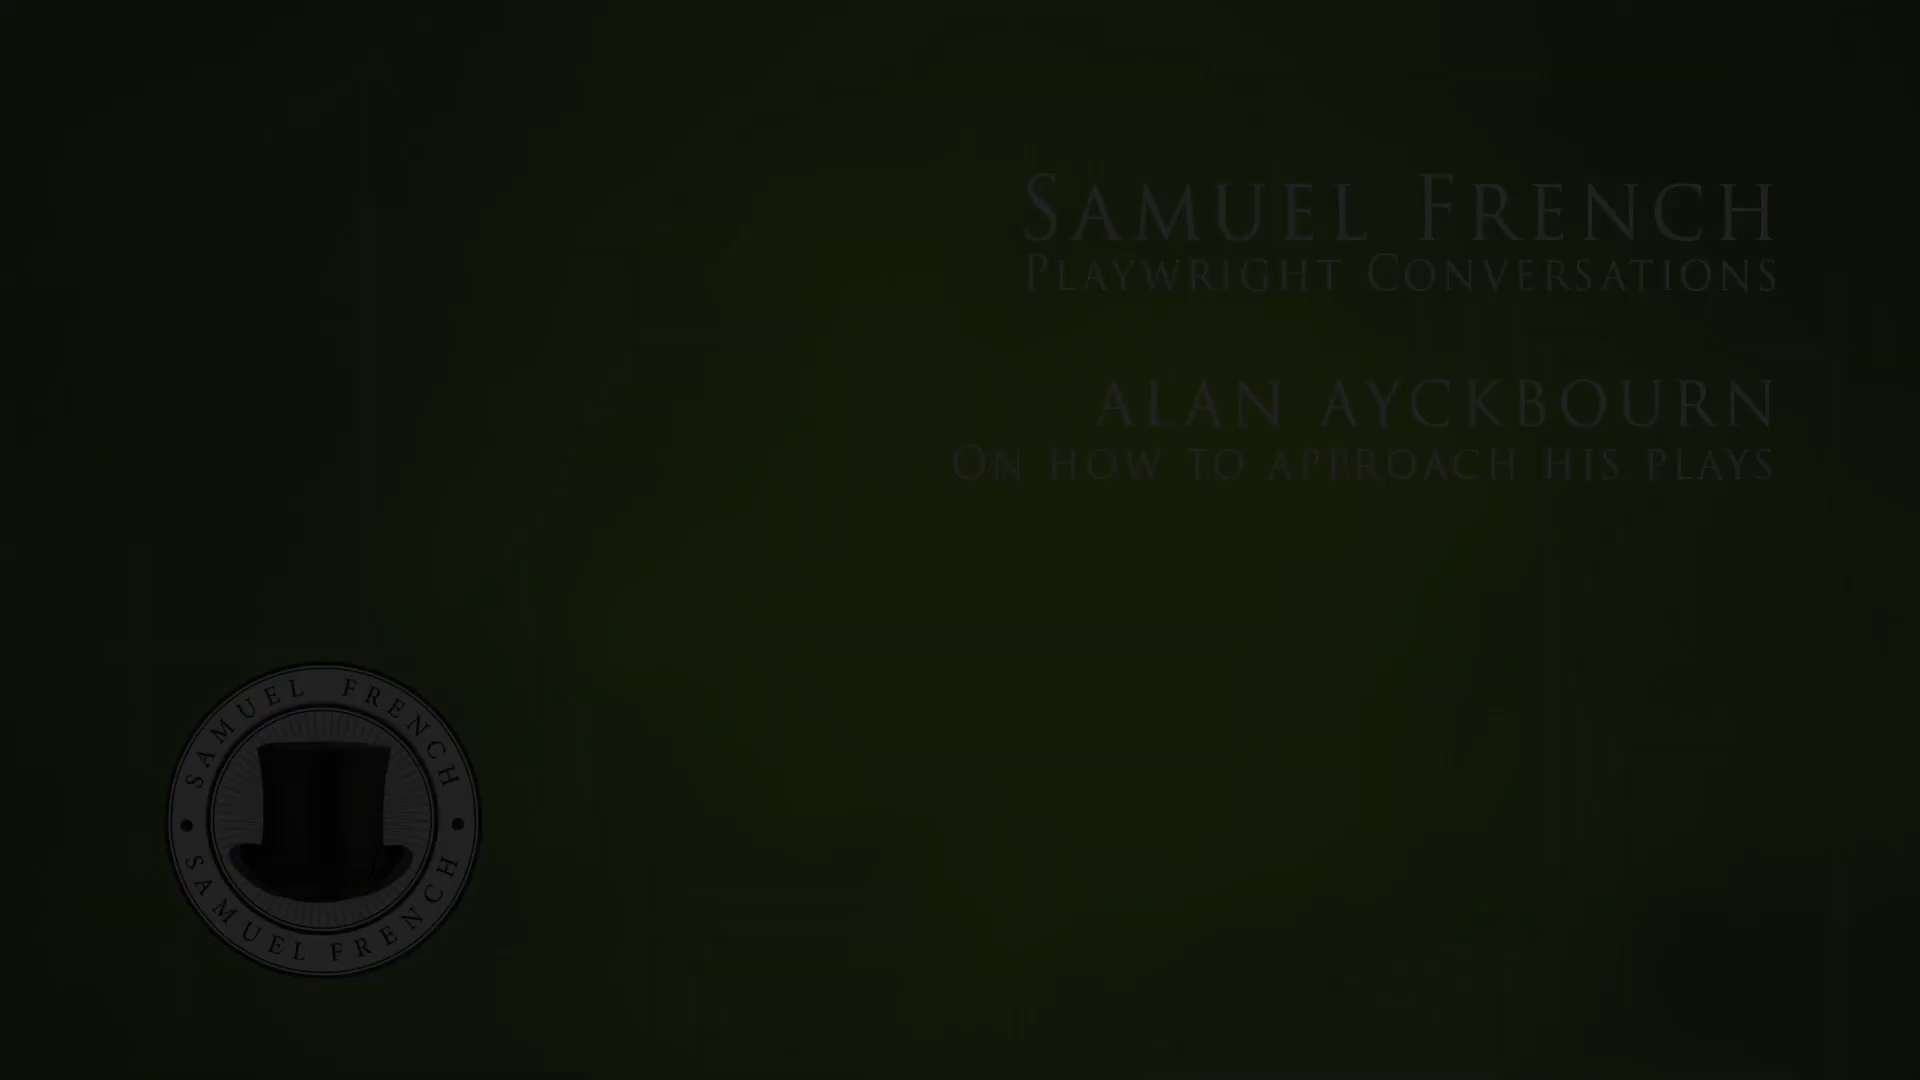 SAMUEL FRENCH
PLAYWRIGHT CONVERSATIONS
ALAN AYCKBOURN
ON HOW TO APPROACH HIS PLAYS
SAMUEL FRENCH
SAMUEL FRENCH